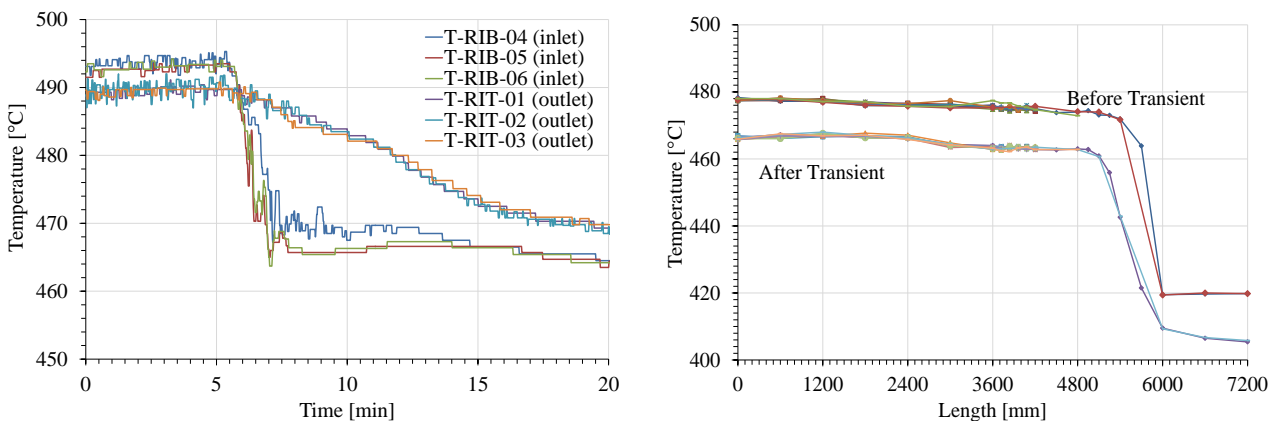 500
490
480
470
460
450
Temperature [°C]
0
5
10
15
20
Time [min]
T-RIB-04 (inlet)
T-RIB-05 (inlet)
T-RIB-06 (inlet)
T-RIT-01 (outlet)
T-RIT-02 (outlet)
T-RIT-03 (outlet)
500
480
460
440
420
400
Temperature [°C]
0
1200
2400
3600
4800
6000
7200
Length [mm]
Before Transient
After Transient